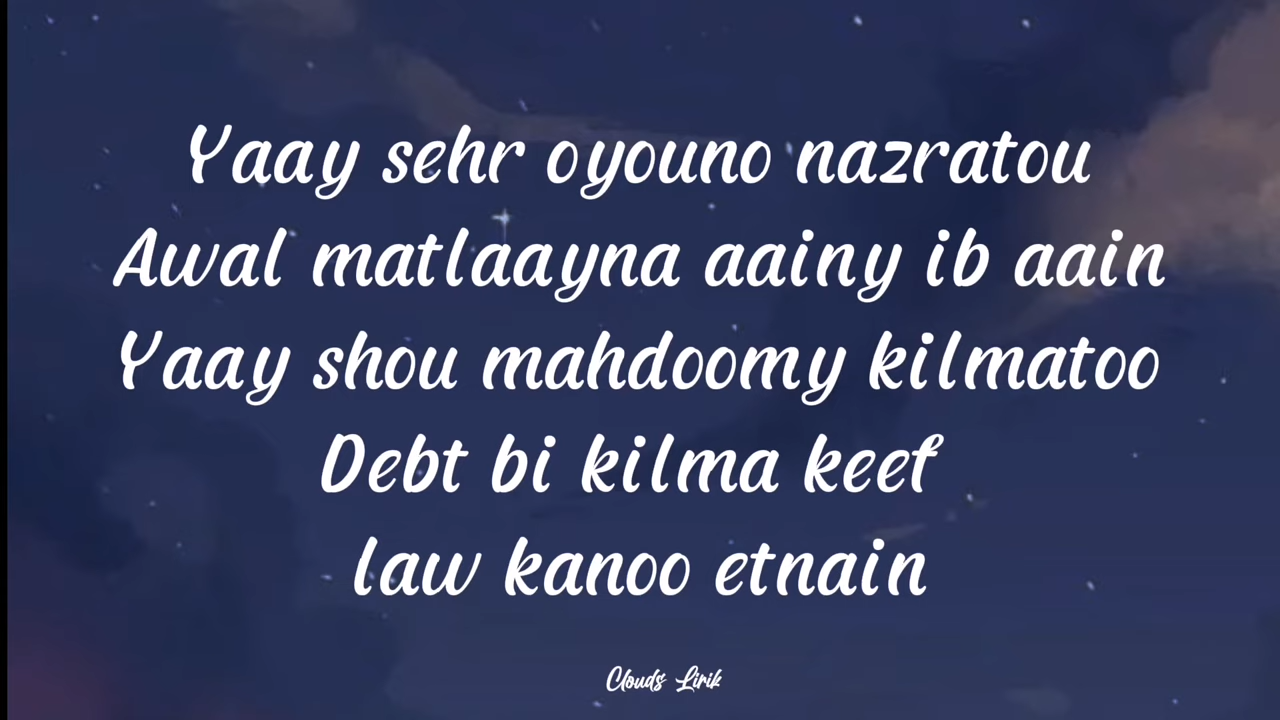 Yaay sehr oyouno nazratou
Awal matlaayna aainy ib aain
Yaay shou mahdoomy kilmatoo
Debt bi kilma keef
law kanoo etnain
Clouds Lirik